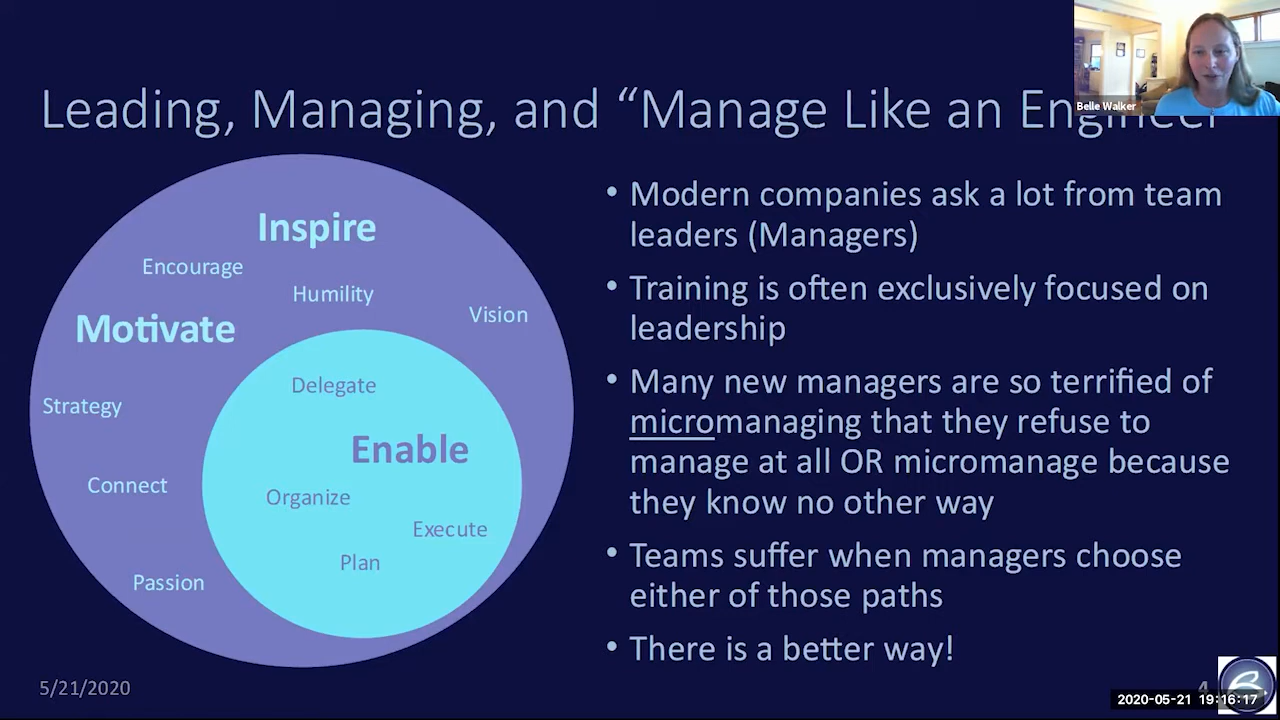 Belle Walker
Leading, Managing, and “Manage Like an Engineer
Inspire
Encourage
Humility
Vision
Motivate
Strategy
Connect
Passion
Delegate
Enable
Organize
Execute
Plan
• Modern companies ask a lot from team
leaders (Managers)
• Training is often exclusively focused on
leadership
• Many new managers are so terrified of
micromanaging that they refuse to
manage at all OR micromanage because
they know no other way
• Teams suffer when managers choose
either of those paths
• There is a better way!
5/21/2020
4
2020-05-21 19:16:17